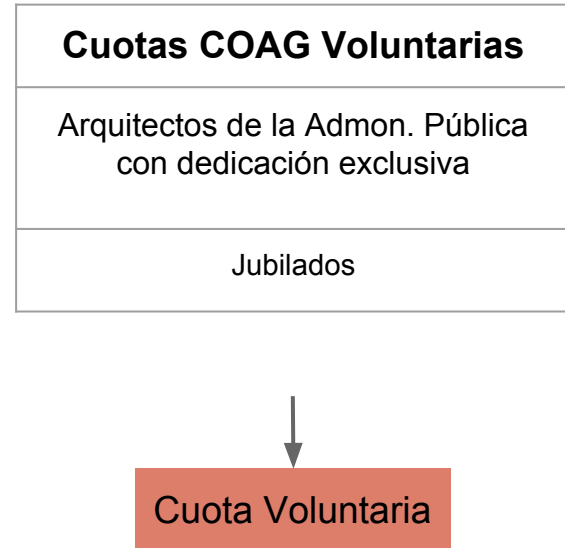 Cuotas COAG Voluntarias
Arquitectos de la Admon. Pública
con dedicación exclusiva
Jubilados
Cuota Voluntaria